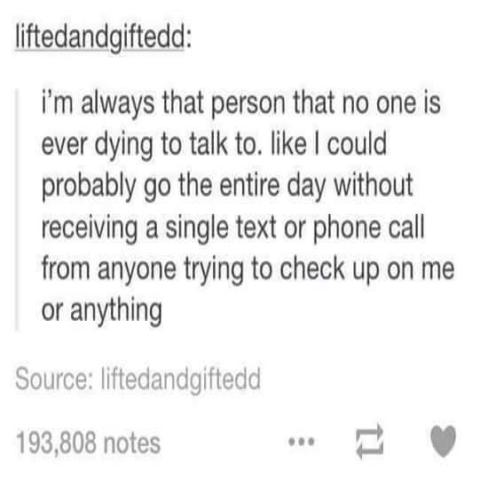 liftedandgiftedd:
i'm always that person that no one is
ever dying to talk to. like I could
probably go the entire day without
receiving a single text or phone call
from anyone trying to check up on me
or anything
Source: liftedandgiftedd
193,808 notes